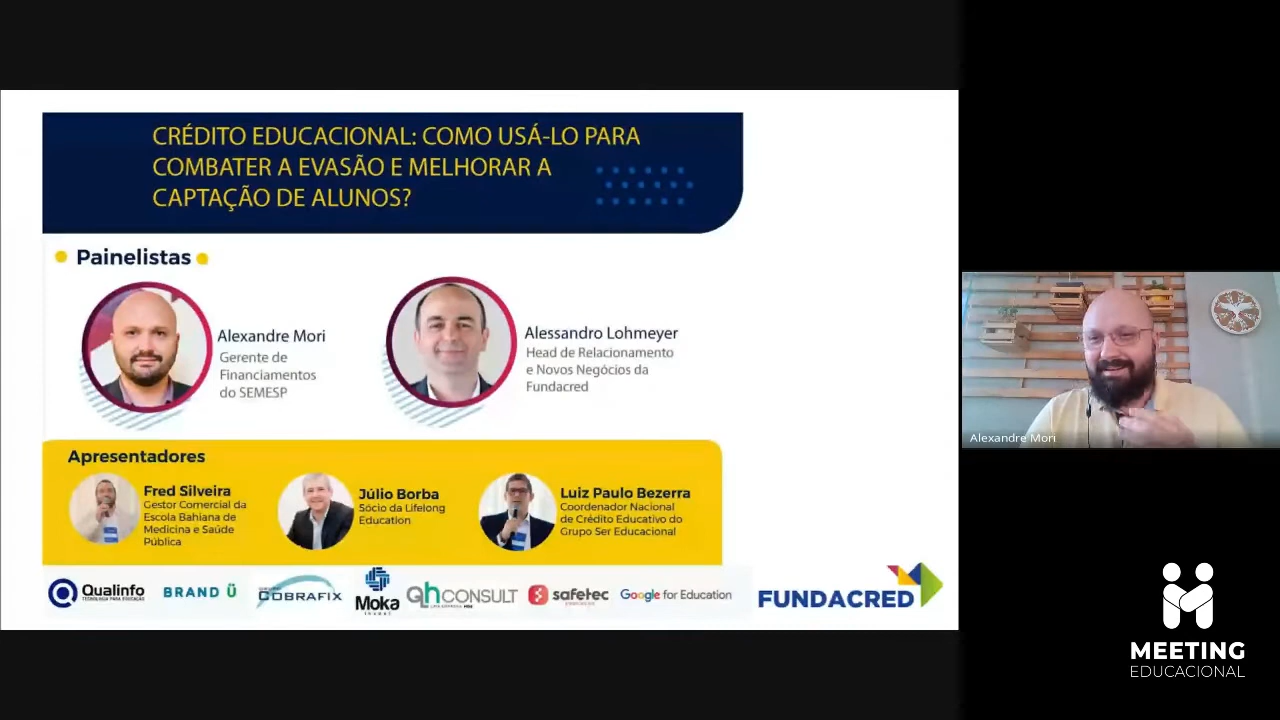 CRÉDITO EDUCACIONAL: COMO USÁ-LO PARA
COMBATER A EVASÃO E MELHORAR A
CAPTAÇÃO DE ALUNOS?
Painelistas
Alexandre Mori
Gerente de
Financiamentos
do SEMESP
Alessandro Lohmeyer
Head de Relacionamento
e Novos Negócios da
Fundacred
Apresentadores
Fred Silveira
Gestor Comercial da
Escola Bahiana de
Medicina e Saúde
Pública
Júlio Borba
Sócio da Lifelong
Education
Luiz Paulo Bezerra
Coordenador Nacional
de Crédito Educativo do
Grupo Ser Educacional
Qualinfo
TECNOLOGIA PARA EDUCAÇÃO
BRAND Ü
COBRAFIX
Moka
qhCONSULT
safetec
Google for Education
FUNDACRED
Alexandre Mori
MEETING
EDUCACIONAL